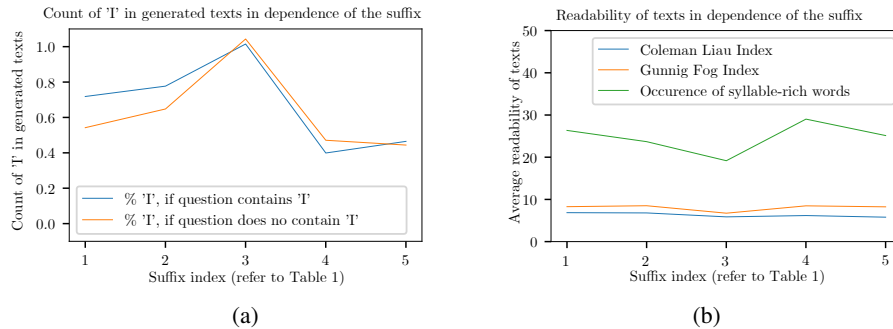 Count of 'I' in generated texts in dependence of the suffix
Count of 'I' in generated texts
1.0
0.8
0.6
0.4
0.2
0.0
% 'I', if question contains 'I'
% 'I', if question does no contain 'I'
1 2 3 4 5
Suffix index (refer to Table 1)
(a)
Readability of texts in dependence of the suffix
Average readability of texts
50
40
30
20
10
0
Coleman Liau Index
Gunnig Fog Index
Occurence of syllable-rich words
1 2 3 4 5
Suffix index (refer to Table 1)
(b)